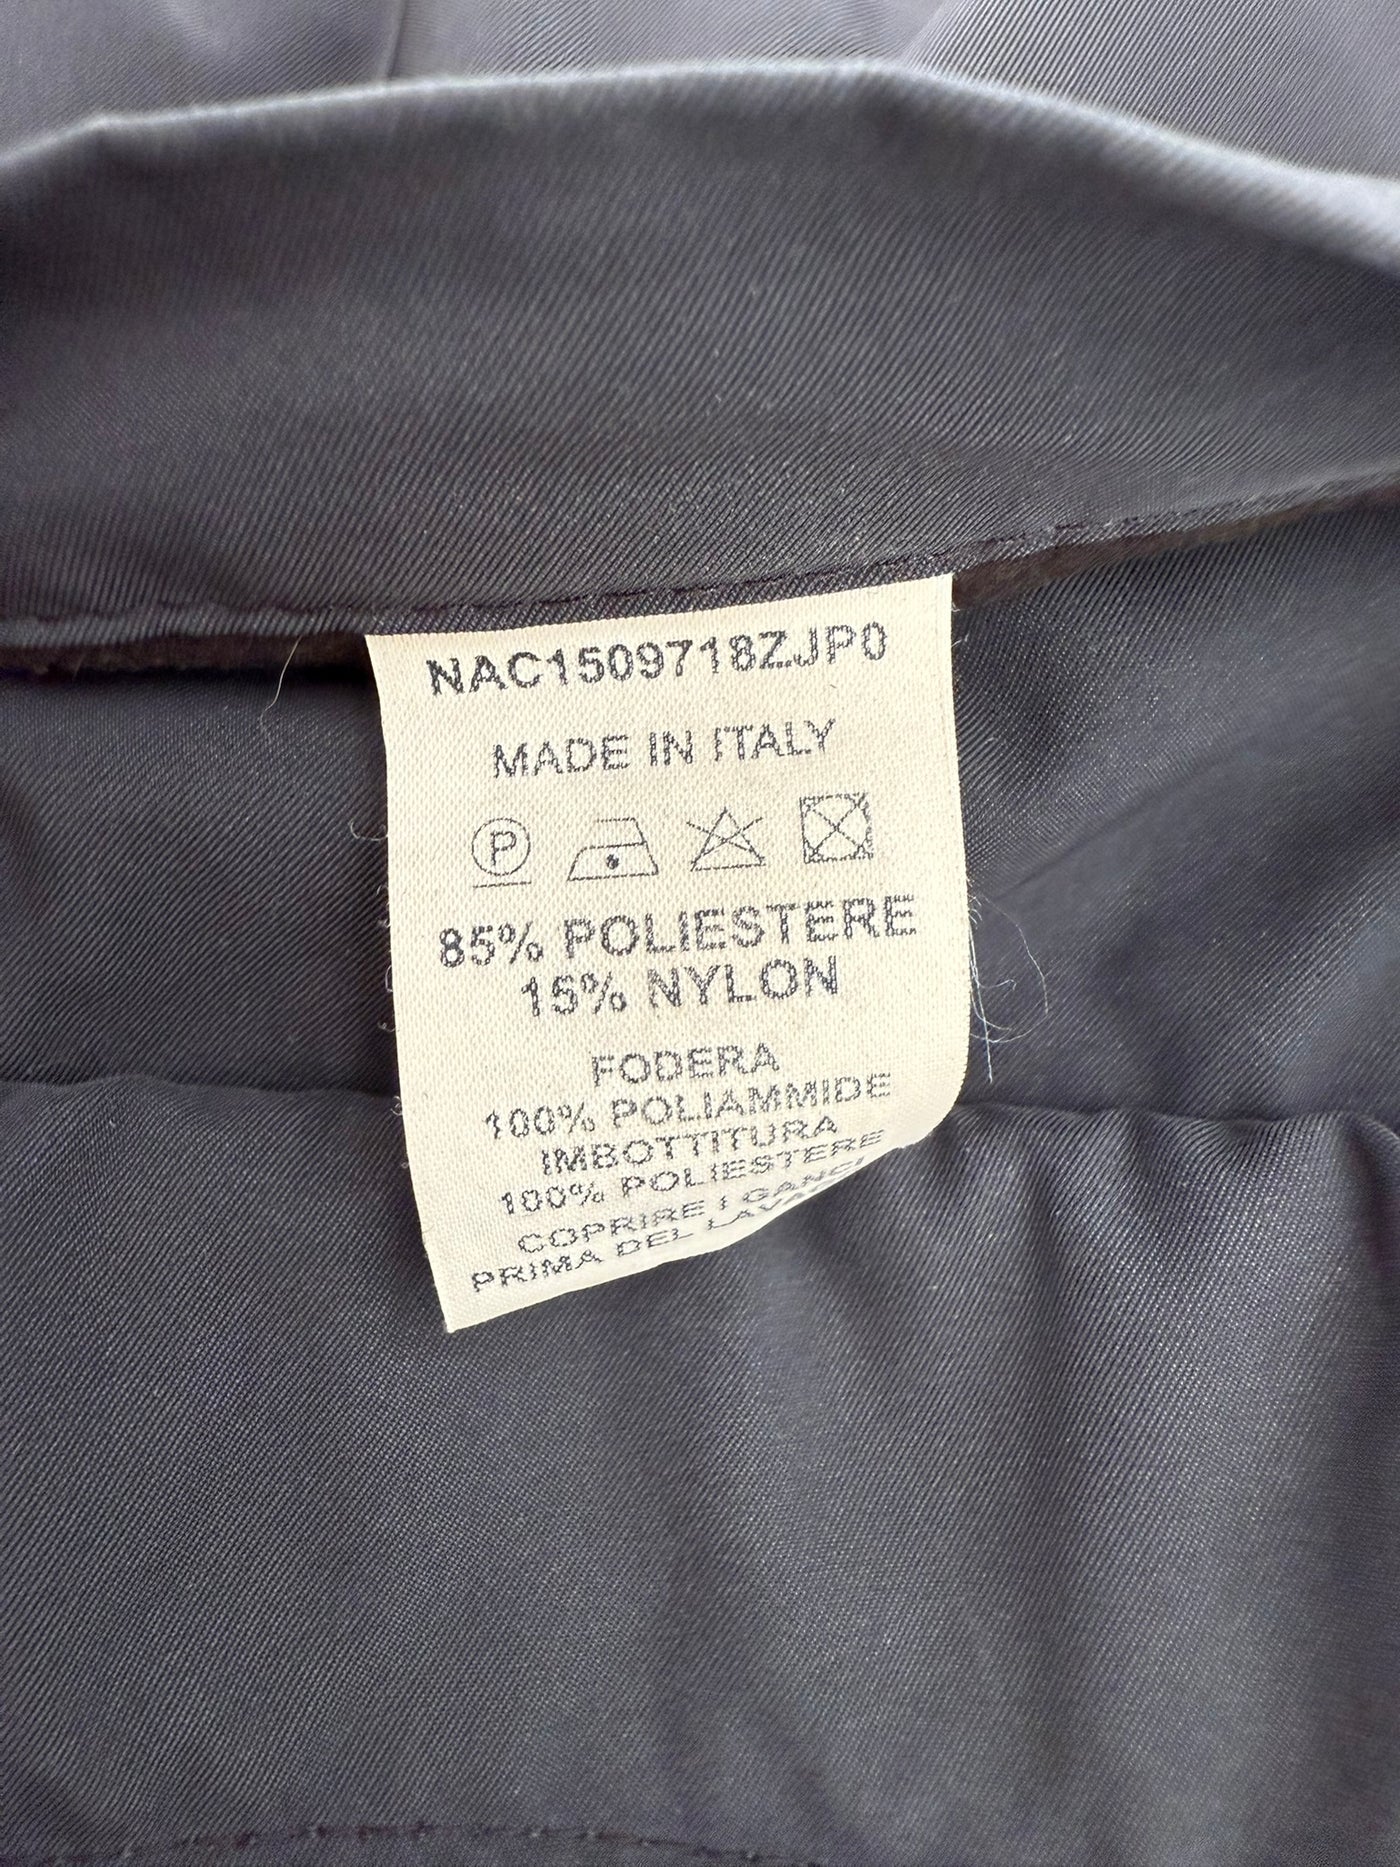 NAC1509718ZJP0
MADE IN ITALY
P
85% POLIESTERE
15% NYLON
FODERA
100% POLIAMMIDE
IMBOTTITURA
100% POLIESTERE
COPRIRE I GANCI
PRIMA DEL